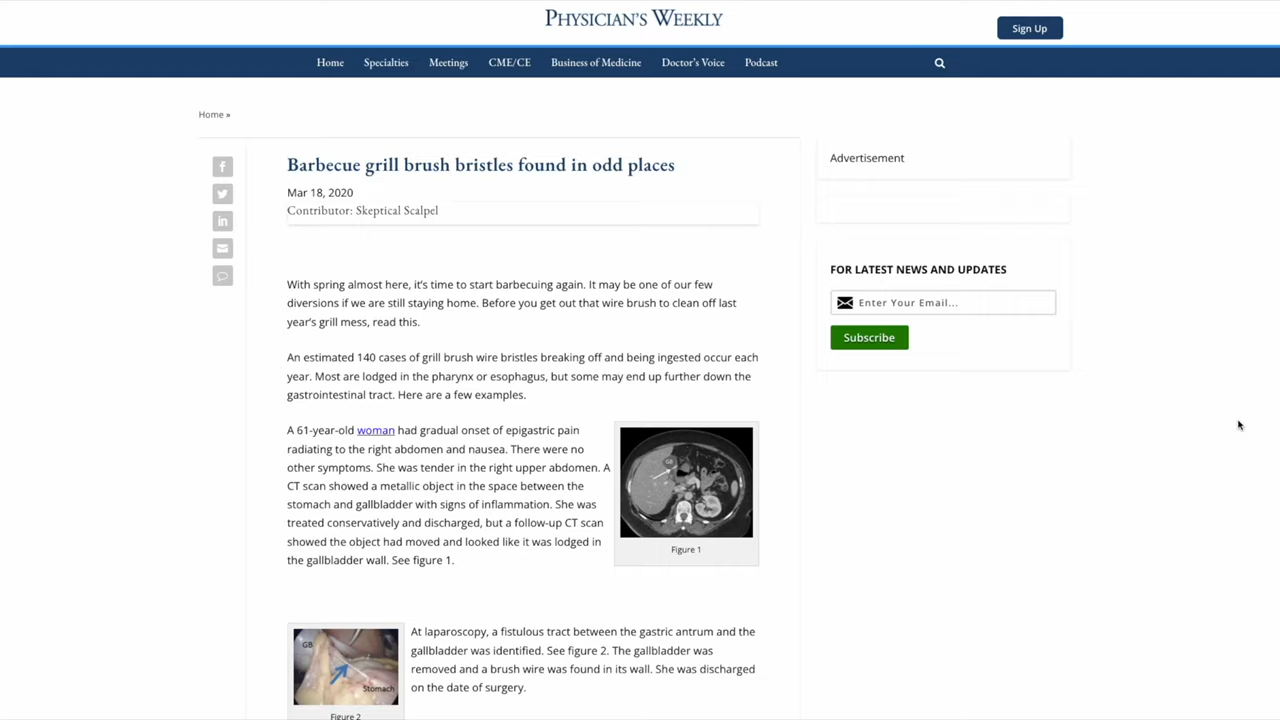 PHYSICIAN'S WEEKLY
Sign Up
Home Specialties Meetings CME/CE Business of Medicine Doctor's Voice Podcast
Home »
Barbecue grill brush bristles found in odd places
Mar 18, 2020
Contributor: Skeptical Scalpel
With spring almost here, it's time to start barbecuing again. It may be one of our few
diversions if we are still staying home. Before you get out that wire brush to clean off last
year's grill mess, read this.
An estimated 140 cases of grill brush wire bristles breaking off and being ingested occur each
year. Most are lodged in the pharynx or esophagus, but some may end up further down the
gastrointestinal tract. Here are a few examples.
A 61-year-old woman had gradual onset of epigastric pain
radiating to the right abdomen and nausea. There were no
other symptoms. She was tender in the right upper abdomen. A
CT scan showed a metallic object in the space between the
stomach and gallbladder with signs of inflammation. She was
treated conservatively and discharged, but a follow-up CT scan
showed the object had moved and looked like it was lodged in
the gallbladder wall. See figure 1.
GB
Figure 1
GB
Stomach
Figure 2
At laparoscopy, a fistulous tract between the gastric antrum and the
gallbladder was identified. See figure 2. The gallbladder was
removed and a brush wire was found in its wall. She was discharged
on the date of surgery.
Advertisement
FOR LATEST NEWS AND UPDATES
Enter Your Email...
Subscribe